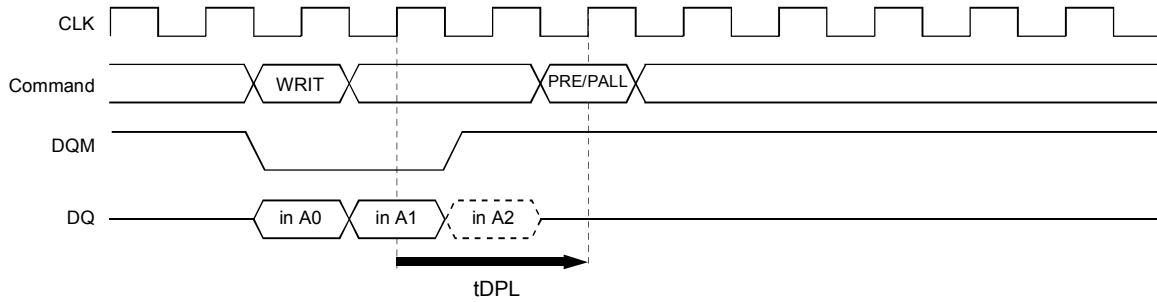 CLK
Command WRIT PRE/PALL
DQM
DQ in A0 in A1 in A2
tDPL